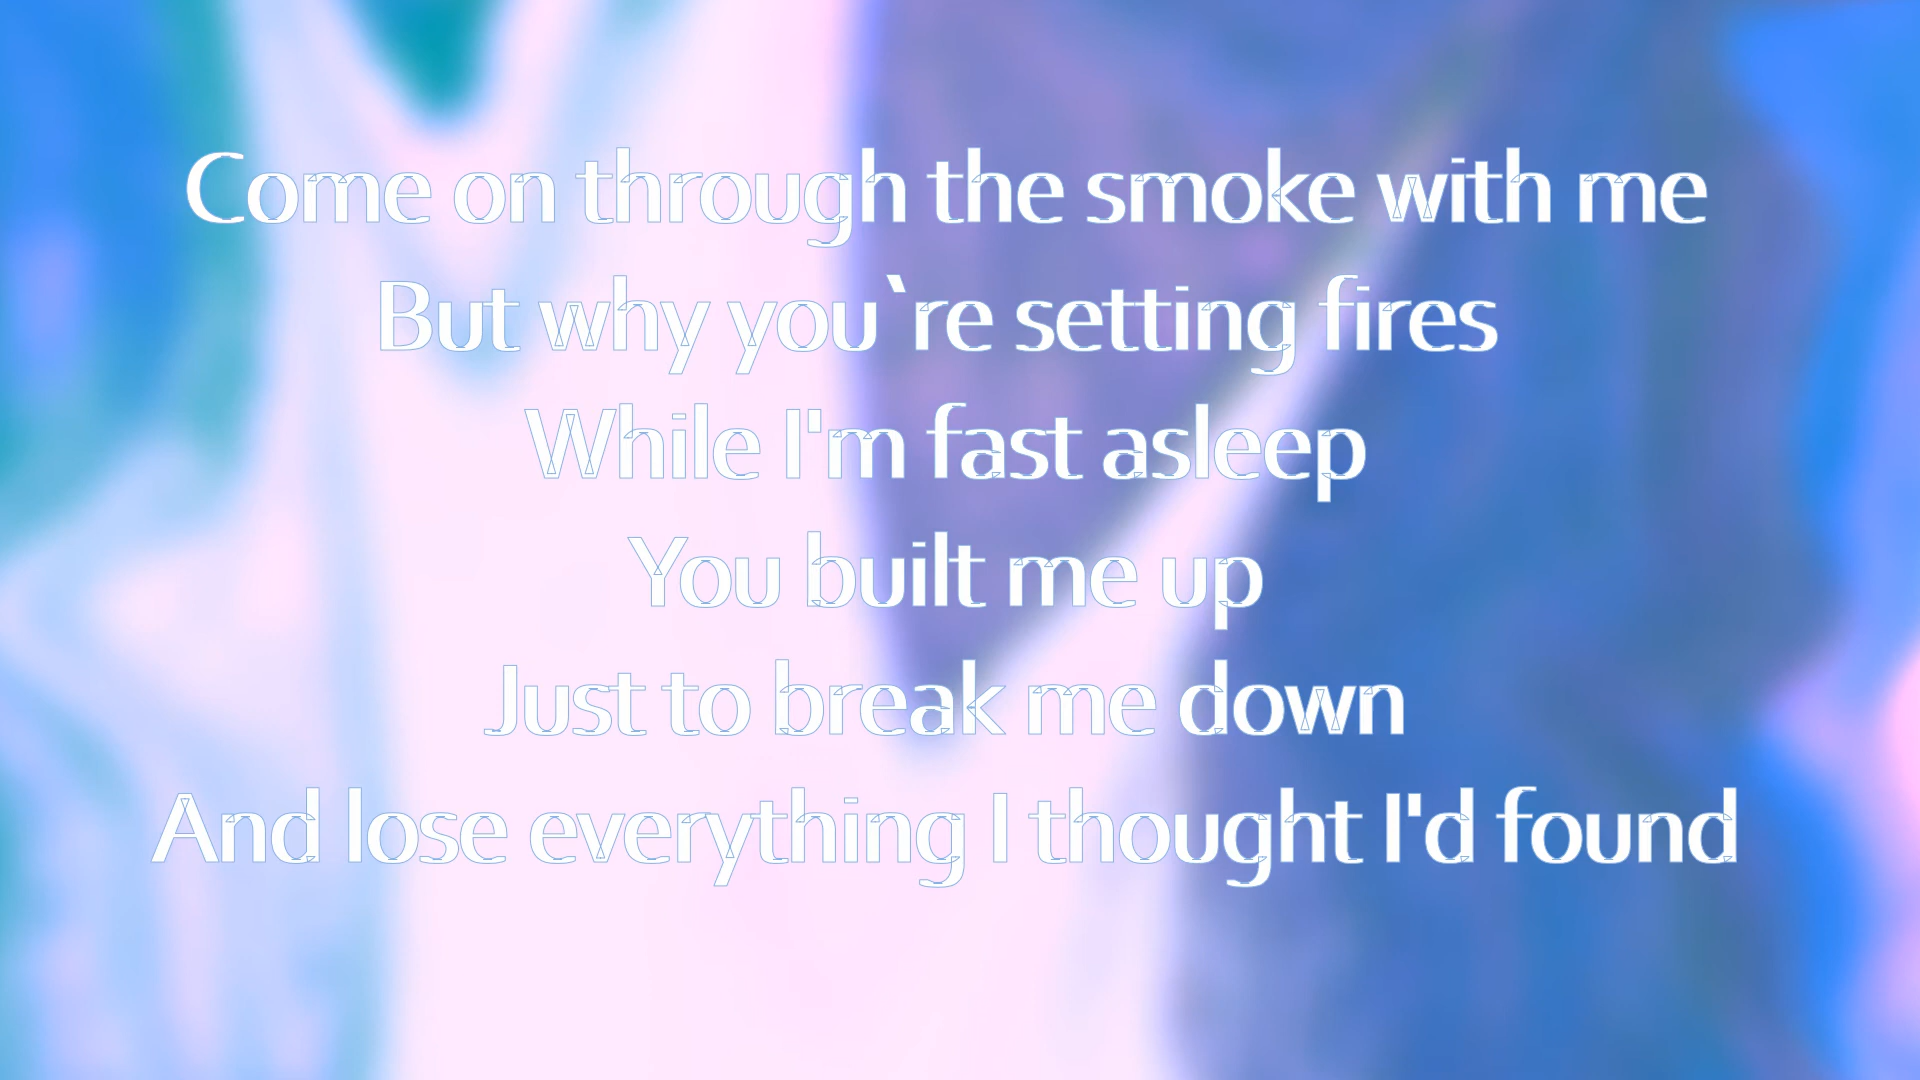 Come on through the smoke with me
But why you`re setting fires
While I'm fast asleep
You built me up
Just to break me down
And lose everything I thought I'd found